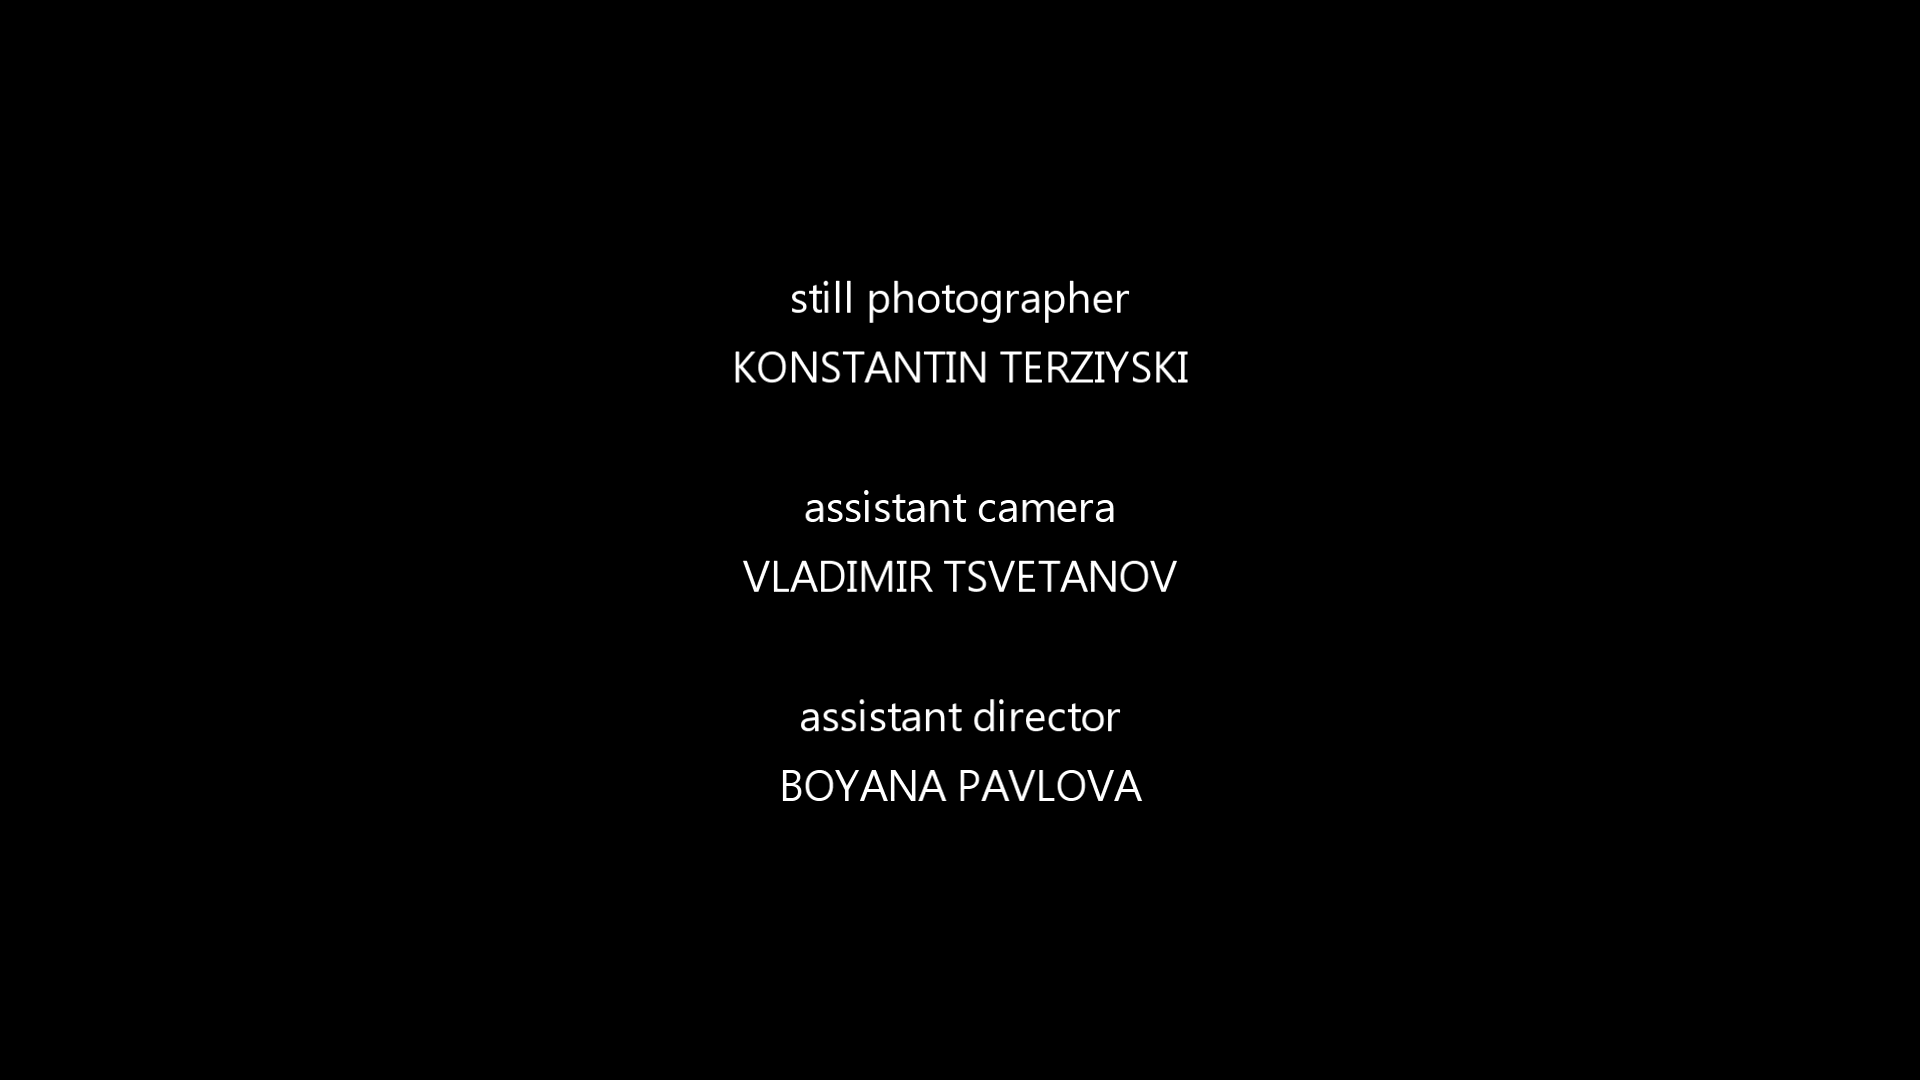 still photographer
KONSTANTIN TERZIYSKI
assistant camera
VLADIMIR TSVETANOV
assistant director
BOYANA PAVLOVA